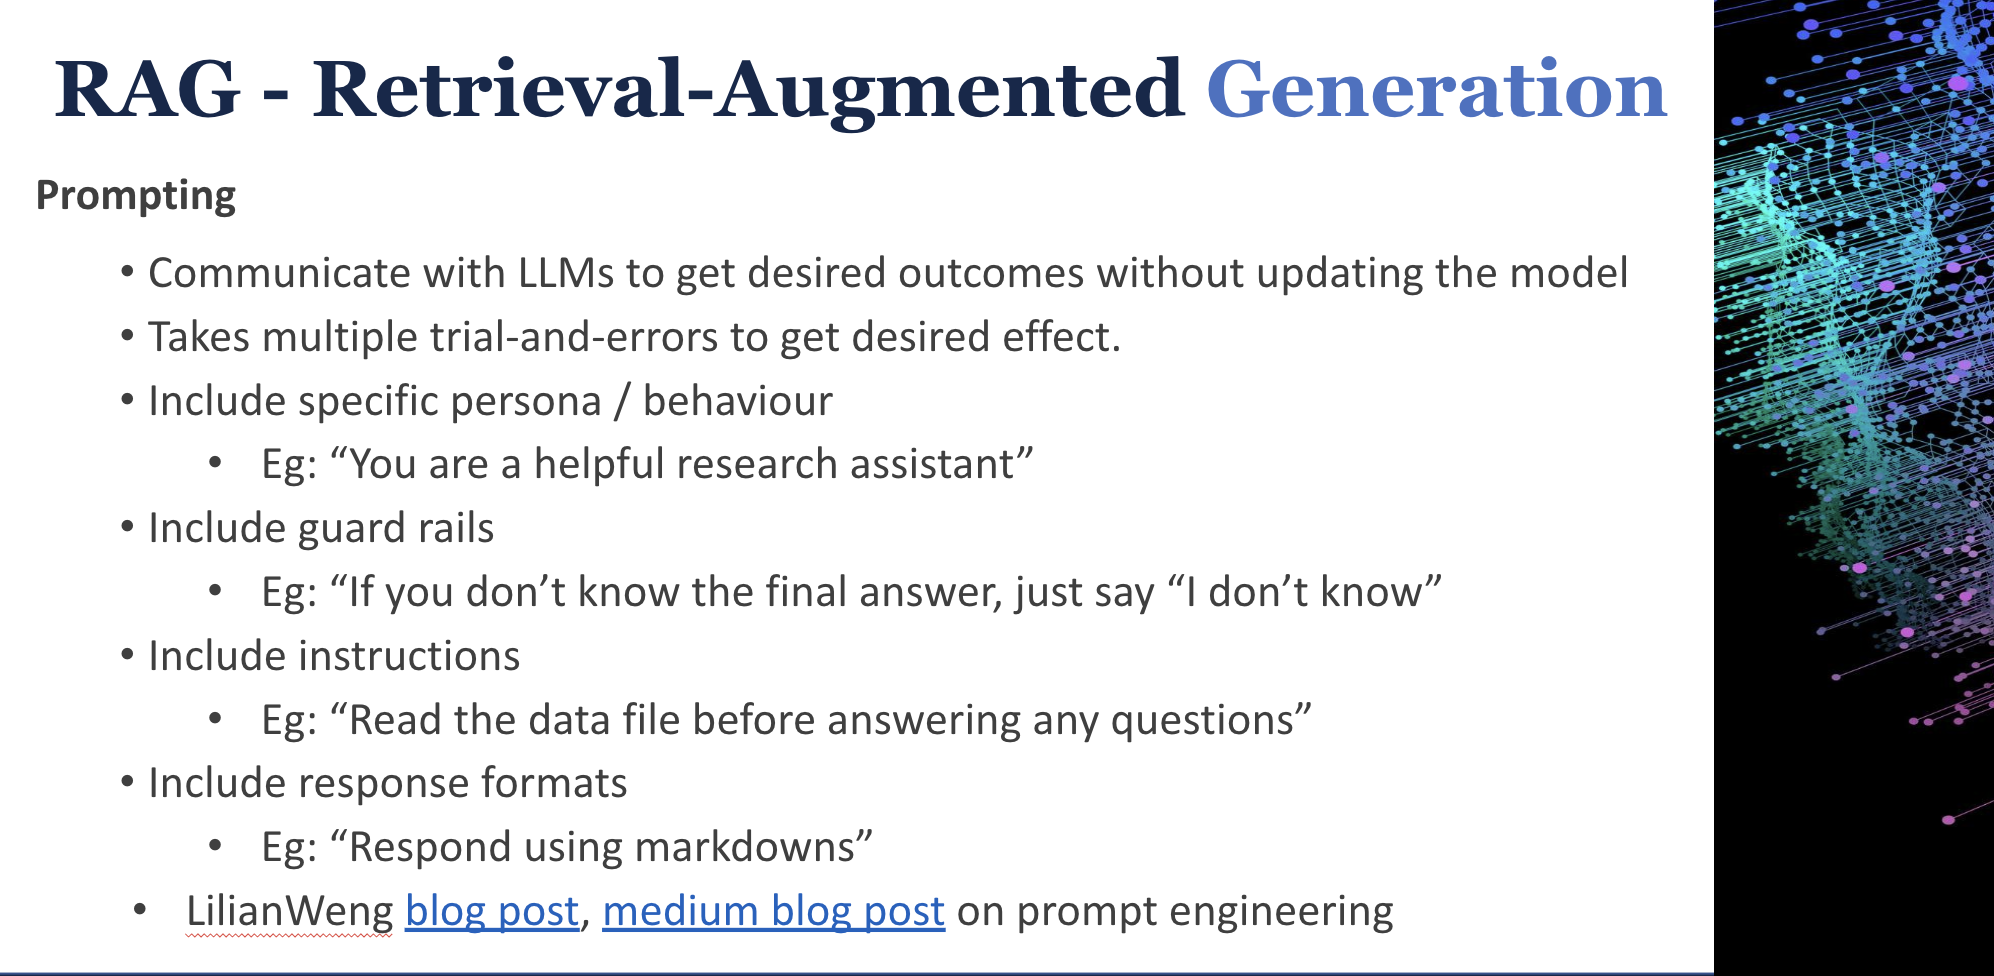 RAG - Retrieval-Augmented Generation
Prompting
• Communicate with LLMs to get desired outcomes without updating the model
• Takes multiple trial-and-errors to get desired effect.
• Include specific persona / behaviour
• Eg: “You are a helpful research assistant”
• Include guard rails
• Eg: “If you don’t know the final answer, just say “I don’t know”
• Include instructions
• Eg: “Read the data file before answering any questions”
• Include response formats
• Eg: “Respond using markdowns”
• LilianWeng blog post, medium blog post on prompt engineering